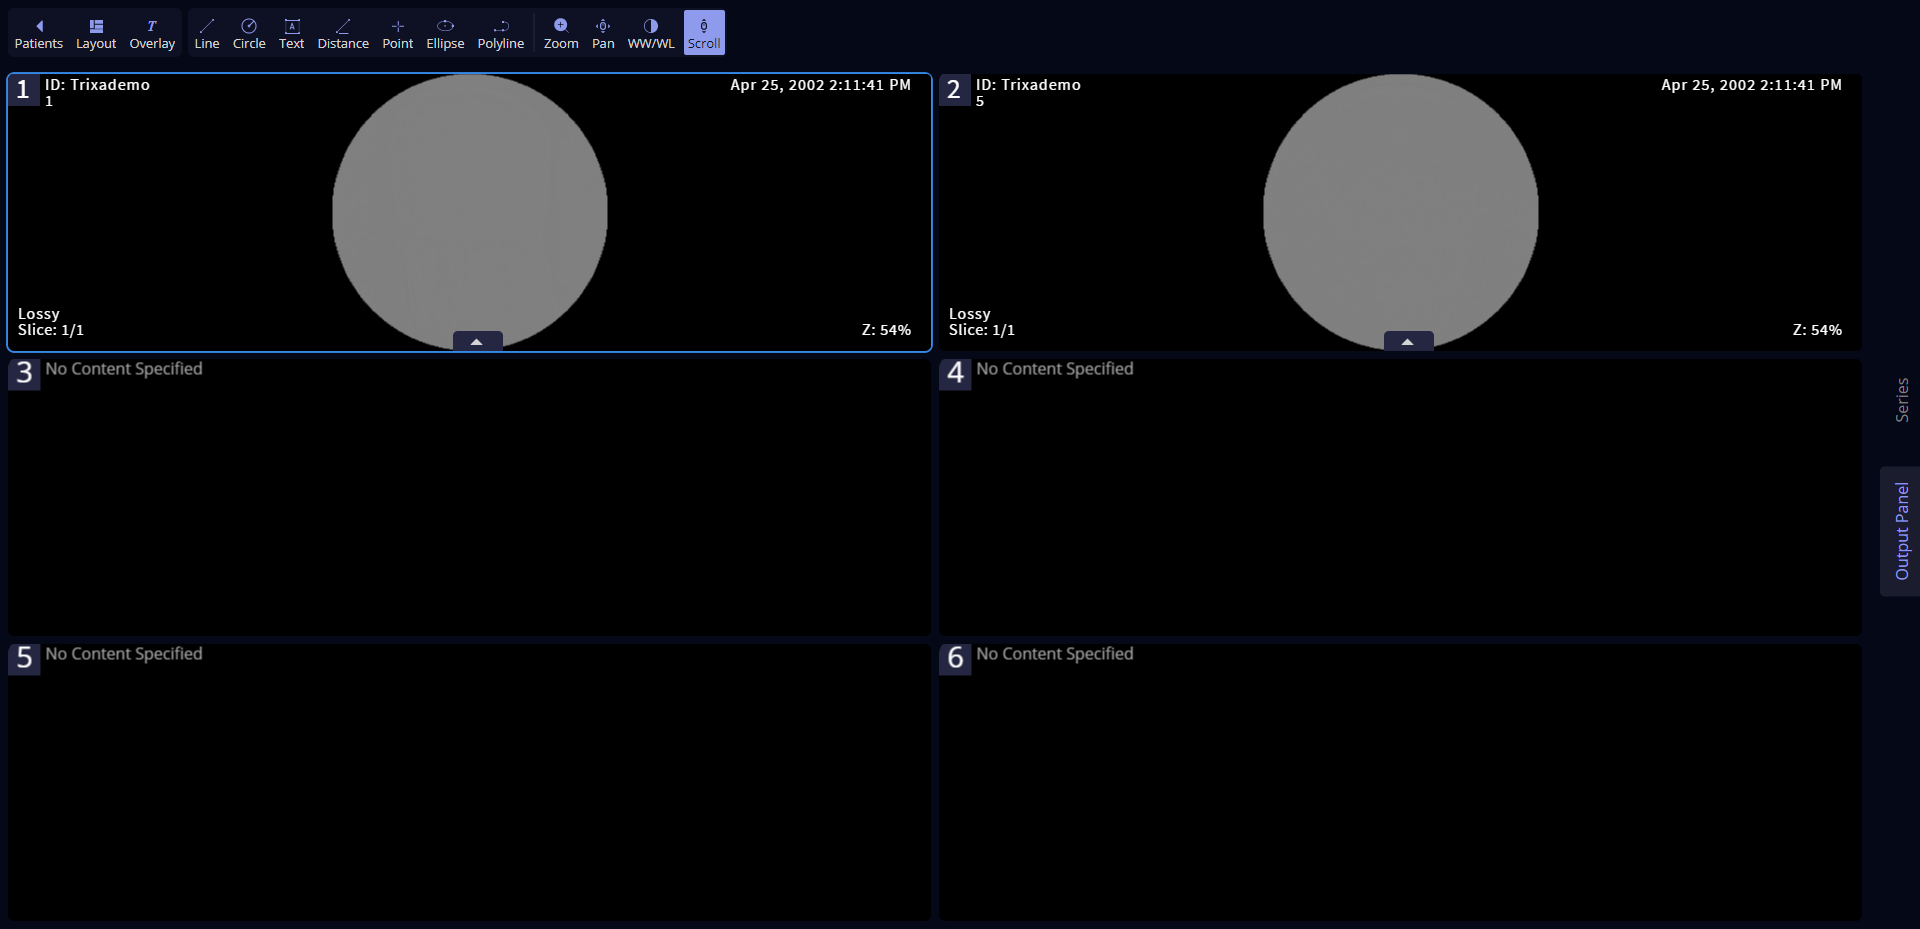 Patients Layout Overlay Line Circle Text Distance Point Ellipse Polyline Zoom Pan WW/WL Scroll
1 ID: Trixademo Apr 25, 2002 2:11:41 PM
1
Lossy
Slice: 1/1 Z: 54%
2 ID: Trixademo Apr 25, 2002 2:11:41 PM
5
Lossy
Slice: 1/1 Z: 54%
3 No Content Specified
4 No Content Specified
5 No Content Specified
6 No Content Specified
Series
Output Panel